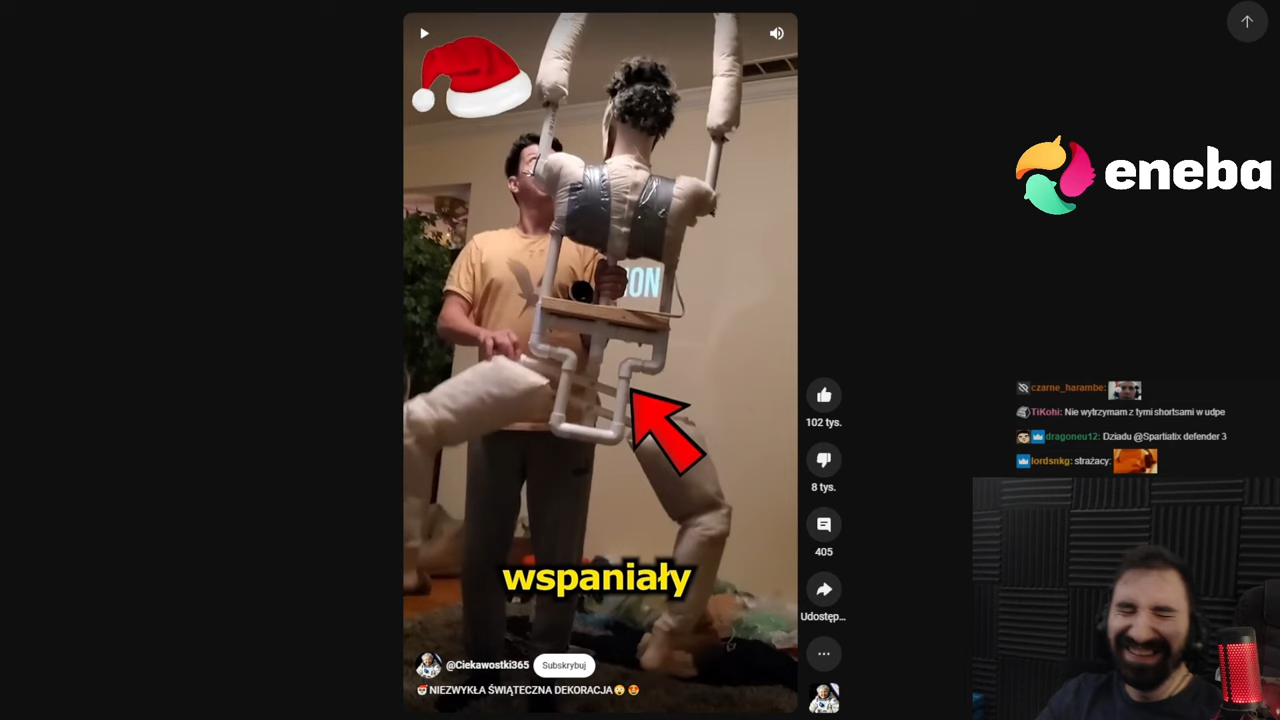 eneba
ION
102 tys.
8 tys.
405
Udostęp...
czarne_harambe:
TiKohi: Nie wytrzymam z tymi shortsami w udpe
dragoneu12: Dziadu @Spartiatix defender 3
lordsnkg: strażacy:
wspaniały
@Ciekawostki365 Subskrybuj
🎅NIEZWYKŁA ŚWIĄTECZNA DEKORACJA😯🤩